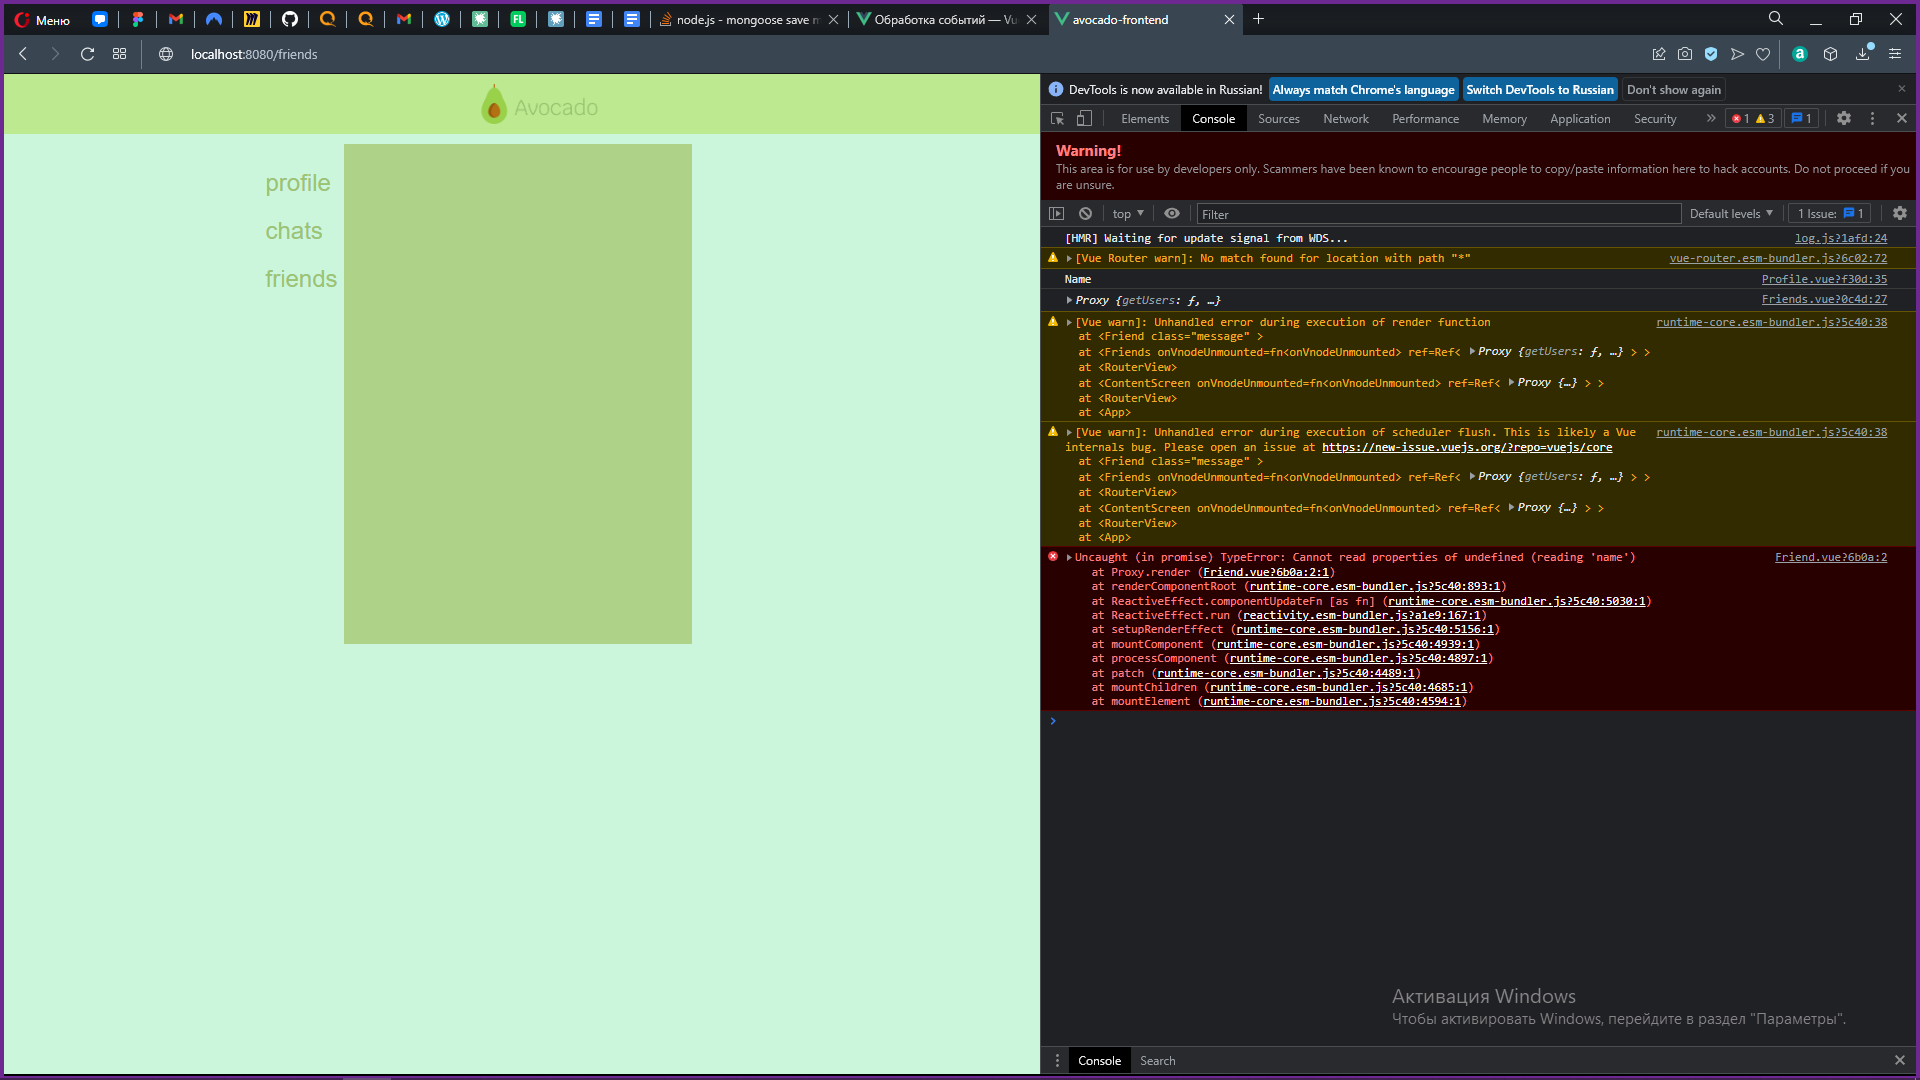 Меню
node.js - mongoose save m
Обработка событий — Vu
avocado-frontend
localhost:8080/friends
Avocado
profile
chats
friends
DevTools is now available in Russian!
Always match Chrome's language
Switch DevTools to Russian
Don't show again
Elements
Console
Sources
Network
Performance
Memory
Application
Security
1
3
1
Warning!
This area is for use by developers only. Scammers have been known to encourage people to copy/paste information here to hack accounts. Do not proceed if you
are unsure.
top
Filter
Default levels
1 Issue: 1
[HMR] Waiting for update signal from WDS... log.js?1afd:24
[Vue Router warn]: No match found for location with path "*" vue-router.esm-bundler.js?6c02:72
Name Profile.vue?f30d:35
Proxy {getUsers: ƒ, …} Friends.vue?0c4d:27
[Vue warn]: Unhandled error during execution of render function runtime-core.esm-bundler.js?5c40:38
at <Friend class="message" >
at <Friends onVnodeUnmounted=fn<onVnodeUnmounted> ref=Ref< Proxy {getUsers: ƒ, …} > >
at <RouterView>
at <ContentScreen onVnodeUnmounted=fn<onVnodeUnmounted> ref=Ref< Proxy {…} > >
at <RouterView>
at <App>
[Vue warn]: Unhandled error during execution of scheduler flush. This is likely a Vue runtime-core.esm-bundler.js?5c40:38
internals bug. Please open an issue at https://new-issue.vuejs.org/?repo=vuejs/core
at <Friend class="message" >
at <Friends onVnodeUnmounted=fn<onVnodeUnmounted> ref=Ref< Proxy {getUsers: ƒ, …} > >
at <RouterView>
at <ContentScreen onVnodeUnmounted=fn<onVnodeUnmounted> ref=Ref< Proxy {…} > >
at <RouterView>
at <App>
Uncaught (in promise) TypeError: Cannot read properties of undefined (reading 'name') Friend.vue?6b0a:2
at Proxy.render (Friend.vue?6b0a:2:1)
at renderComponentRoot (runtime-core.esm-bundler.js?5c40:893:1)
at ReactiveEffect.componentUpdateFn [as fn] (runtime-core.esm-bundler.js?5c40:5030:1)
at ReactiveEffect.run (reactivity.esm-bundler.js?a1e9:167:1)
at setupRenderEffect (runtime-core.esm-bundler.js?5c40:5156:1)
at mountComponent (runtime-core.esm-bundler.js?5c40:4939:1)
at processComponent (runtime-core.esm-bundler.js?5c40:4897:1)
at patch (runtime-core.esm-bundler.js?5c40:4489:1)
at mountChildren (runtime-core.esm-bundler.js?5c40:4685:1)
at mountElement (runtime-core.esm-bundler.js?5c40:4594:1)
Активация Windows
Чтобы активировать Windows, перейдите в раздел "Параметры".
Console
Search